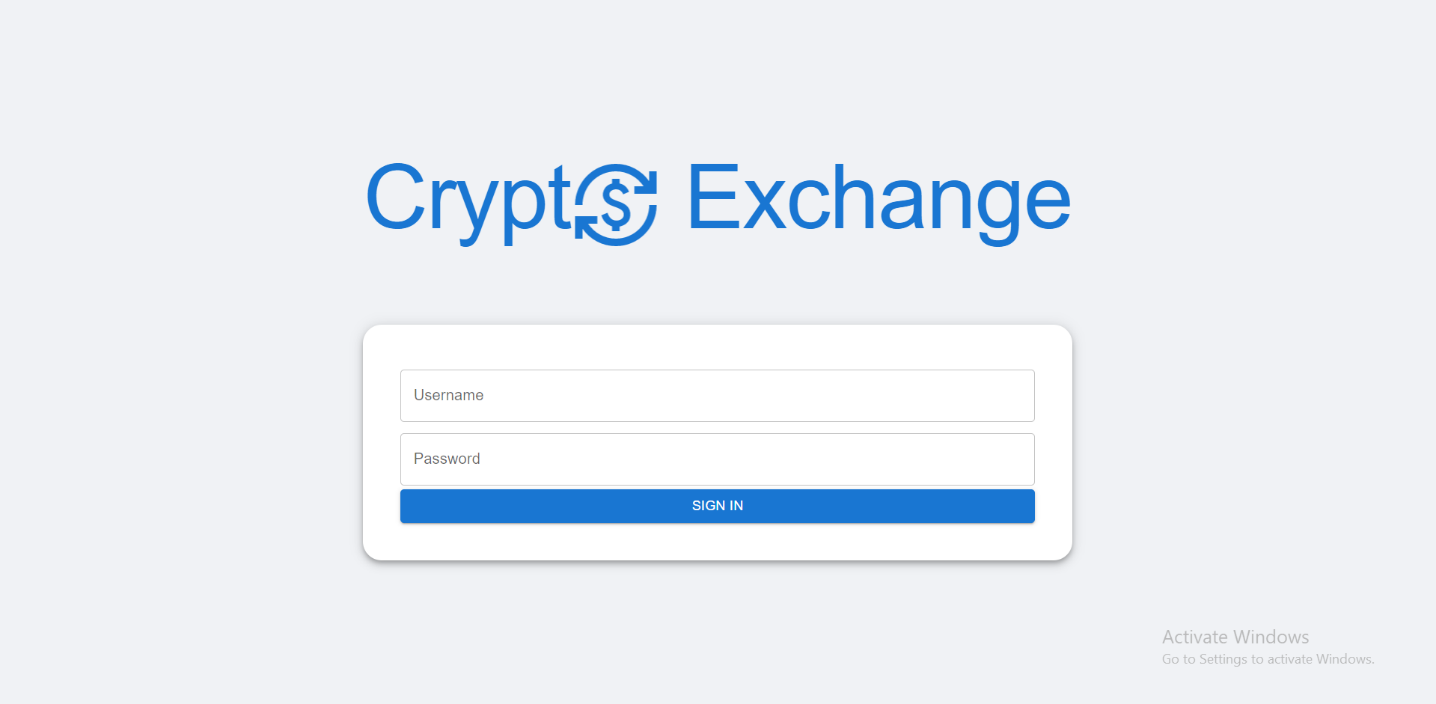 Crypt Exchange
Username
Password
SIGN IN
Activate Windows
Go to Settings to activate Windows.